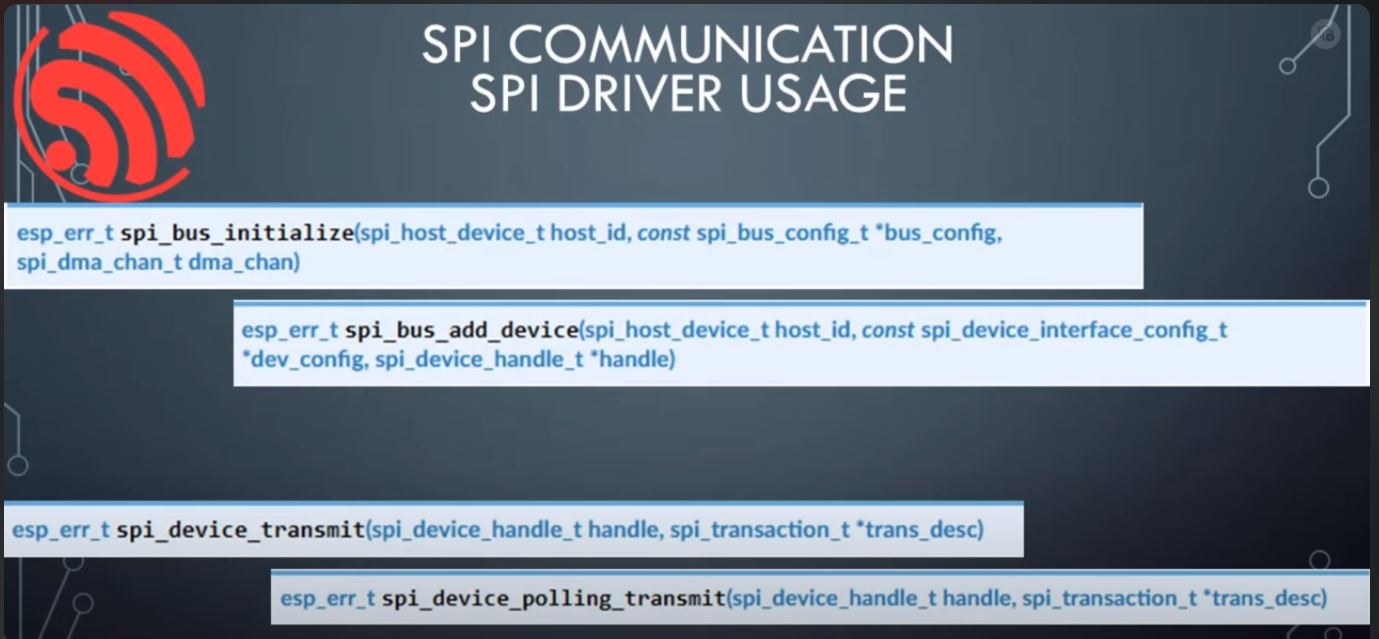 SPI COMMUNICATION
SPI DRIVER USAGE
esp_err_t spi_bus_initialize(spi_host_device_t host_id, const spi_bus_config_t *bus_config,
spi_dma_chan_t dma_chan)
esp_err_t spi_bus_add_device(spi_host_device_t host_id, const spi_device_interface_config_t
*dev_config, spi_device_handle_t *handle)
esp_err_t spi_device_transmit(spi_device_handle_t handle, spi_transaction_t *trans_desc)
esp_err_t spi_device_polling_transmit(spi_device_handle_t handle, spi_transaction_t *trans_desc)